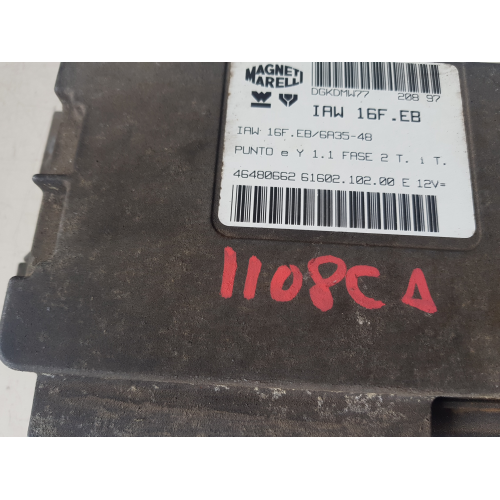 MAGNETI
MARELLI
DGKDMW77 208 97
IAW 16F.EB
IAW 16F.EB/6A35-48
PUNTO e Y 1.1 FASE 2 T. i T.
46480662 61602.102.00 E 12V=
1108CA